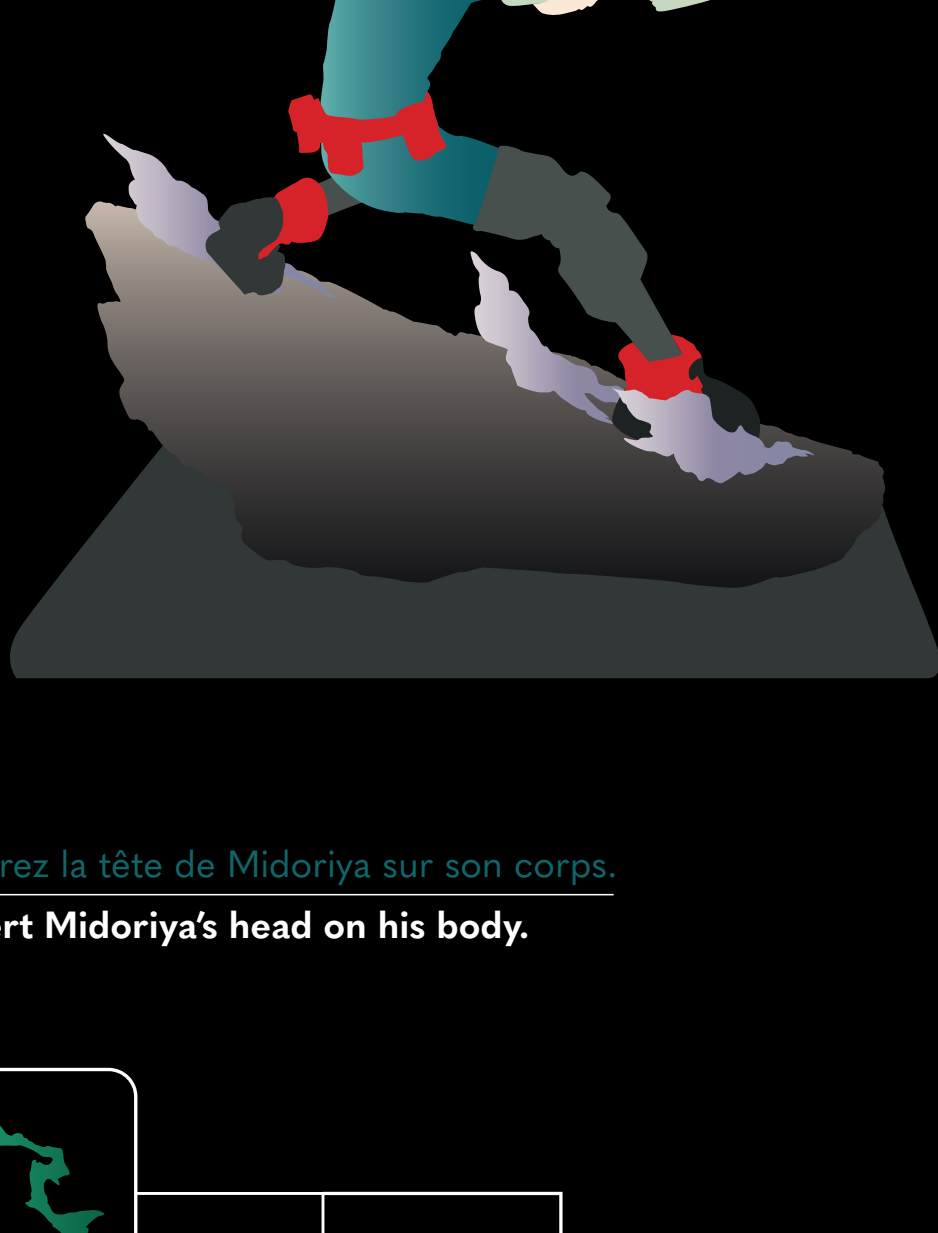 rez la tête de Midoriya sur son corps.
ert Midoriya’s head on his body.